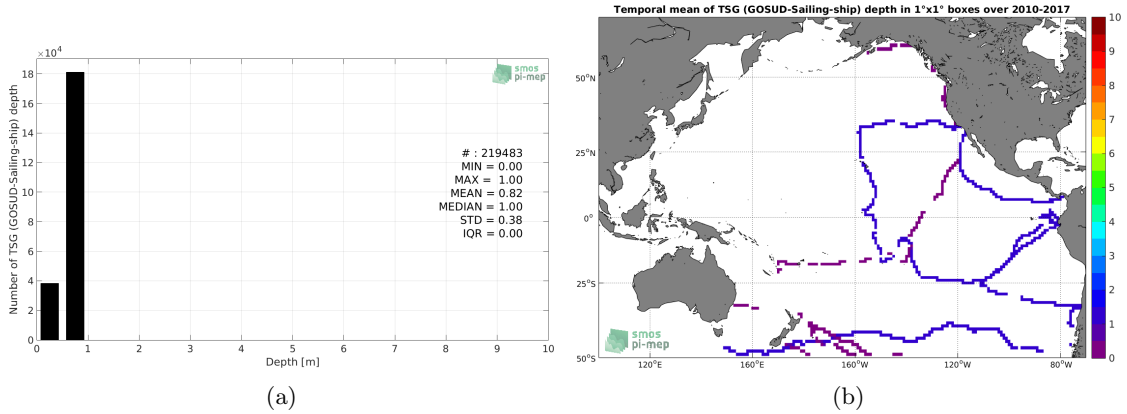 ×10⁴
18
16
14
12
10
8
6
4
2
0
Number of TSG (GOSUD-Sailing-ship) depth
0 1 2 3 4 5 6 7 8 9 10
Depth [m]
smos
pi-mep
# : 219483
MIN = 0.00
MAX = 1.00
MEAN = 0.82
MEDIAN = 1.00
STD = 0.38
IQR = 0.00
(a)
Temporal mean of TSG (GOSUD-Sailing-ship) depth in 1°x1° boxes over 2010-2017
50°N
25°N
0°
25°S
50°S
120°E 160°E 160°W 120°W 80°W
smos
pi-mep
10
9
8
7
6
5
4
3
2
1
0
(b)